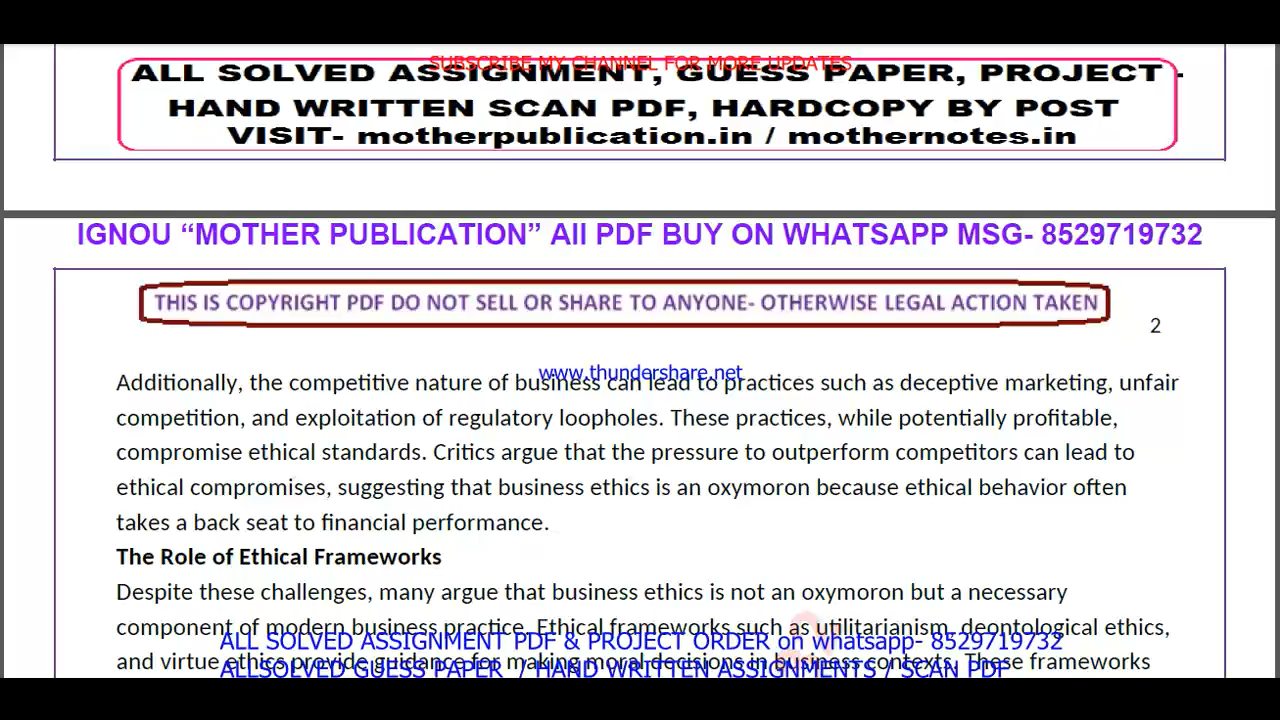 SUBSCRIBE MY CHANNEL FOR MORE UPDATES
ALL SOLVED ASSIGNMENT, GUESS PAPER, PROJECT -
HAND WRITTEN SCAN PDF, HARDCOPY BY POST
VISIT- motherpublication.in / mothernotes.in
IGNOU “MOTHER PUBLICATION” All PDF BUY ON WHATSAPP MSG- 8529719732
THIS IS COPYRIGHT PDF DO NOT SELL OR SHARE TO ANYONE- OTHERWISE LEGAL ACTION TAKEN
2
www.thundershare.net
Additionally, the competitive nature of business can lead to practices such as deceptive marketing, unfair
competition, and exploitation of regulatory loopholes. These practices, while potentially profitable,
compromise ethical standards. Critics argue that the pressure to outperform competitors can lead to
ethical compromises, suggesting that business ethics is an oxymoron because ethical behavior often
takes a back seat to financial performance.
The Role of Ethical Frameworks
Despite these challenges, many argue that business ethics is not an oxymoron but a necessary
component of modern business practice. Ethical frameworks such as utilitarianism, deontological ethics,
ALL SOLVED ASSIGNMENT PDF & PROJECT ORDER on whatsapp- 8529719732
and virtue ethics provide guidance for making moral decisions in business contexts. These frameworks
ALLSOLVED GUESS PAPER / HAND WRITTEN ASSIGNMENTS / SCAN PDF